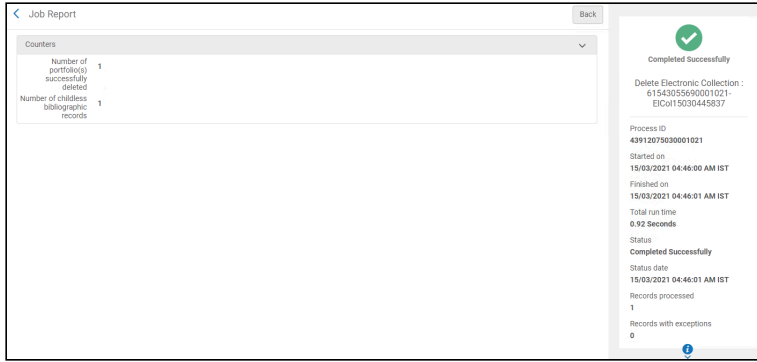 Job Report
Back
Counters
Number of
portfolio(s)
successfully
deleted
1
Number of childless
bibliographic
records
1
Completed Successfully
Delete Electronic Collection :
61543055690001021-
ElCol15030445837
Process ID
43912075030001021
Started on
15/03/2021 04:46:00 AM IST
Finished on
15/03/2021 04:46:01 AM IST
Total run time
0.92 Seconds
Status
Completed Successfully
Status date
15/03/2021 04:46:01 AM IST
Records processed
1
Records with exceptions
0